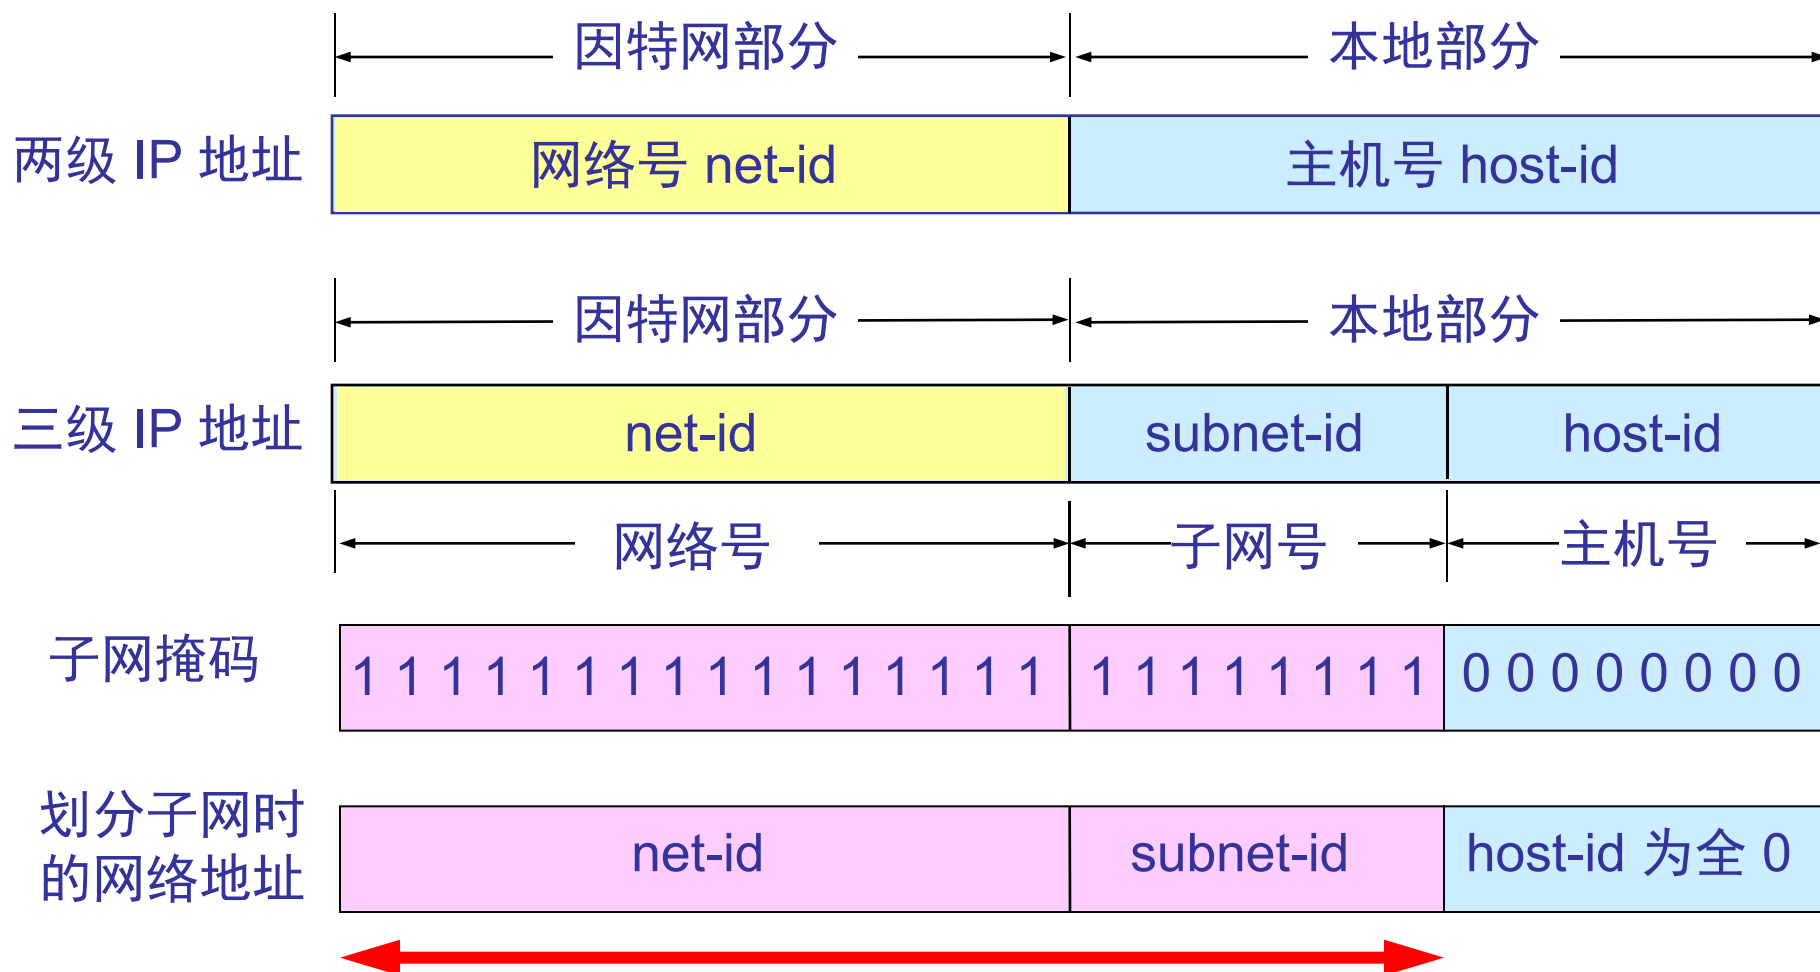 因特网部分 本地部分
两级 IP 地址 网络号 net-id 主机号 host-id
因特网部分 本地部分
三级 IP 地址 net-id subnet-id host-id
网络号 子网号 主机号
子网掩码 1 1 1 1 1 1 1 1 1 1 1 1 1 1 1 1 1 1 1 1 1 1 1 1 0 0 0 0 0 0 0 0
划分子网时
的网络地址 net-id subnet-id host-id 为全 0